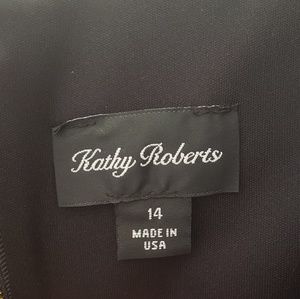 Kathy Roberts
14
MADE IN
USA